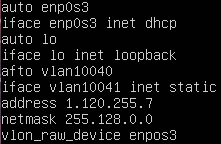 auto enp0s3
iface enp0s3 inet dhcp
auto lo
iface lo inet loopback
afto vlan10040
iface vlan10041 inet static
address 1.120.255.7
netmask 255.128.0.0
vlon_raw_device enpos3